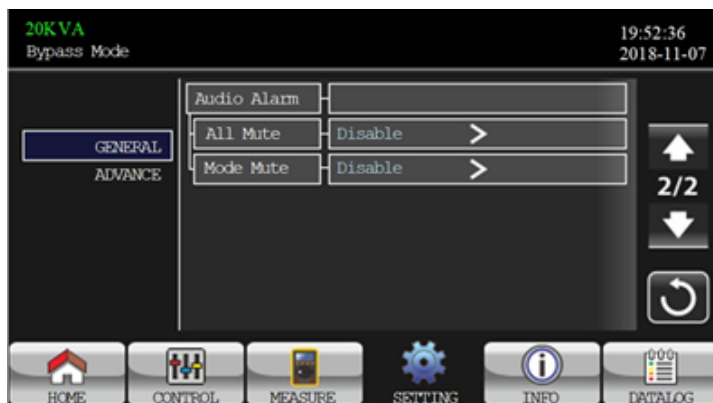 20KVA
Bypass Mode
19:52:36
2018-11-07
GENERAL
ADVANCE
Audio Alarm
All Mute
Disable
Mode Mute
Disable
2/2
HOME
CONTROL
MEASURE
SETTING
INFO
DATALOG